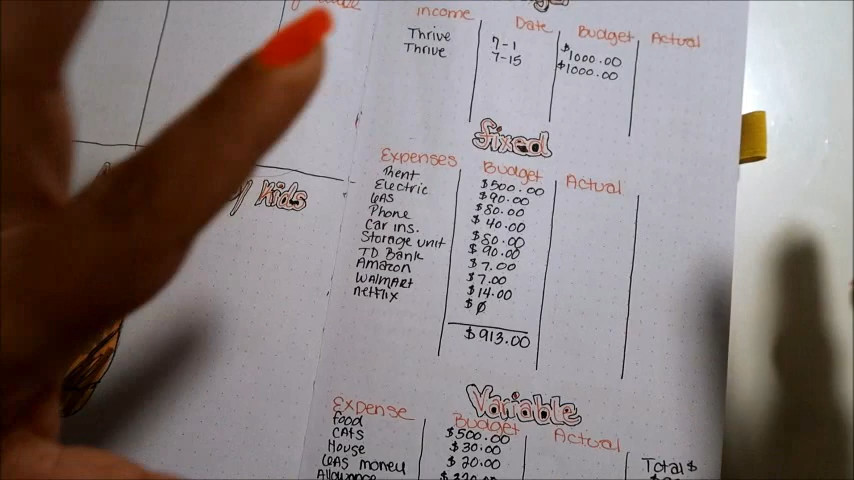 Income Date Budget Actual
Thrive 7-1 $1000.00
Thrive 7-15 $1000.00
fixed
Expenses Budget Actual
Rent $500.00
Electric $90.00
GAS $80.00
Phone $40.00
Car ins. $80.00
Storage unit $90.00
TD Bank $7.00
Amazon $7.00
WALMART $14.00
netflix $0
$913.00
Kids
Variable
Expense Budget Actual
food $500.00
CATS $30.00
House $20.00
GAS money
Allowance
Total $